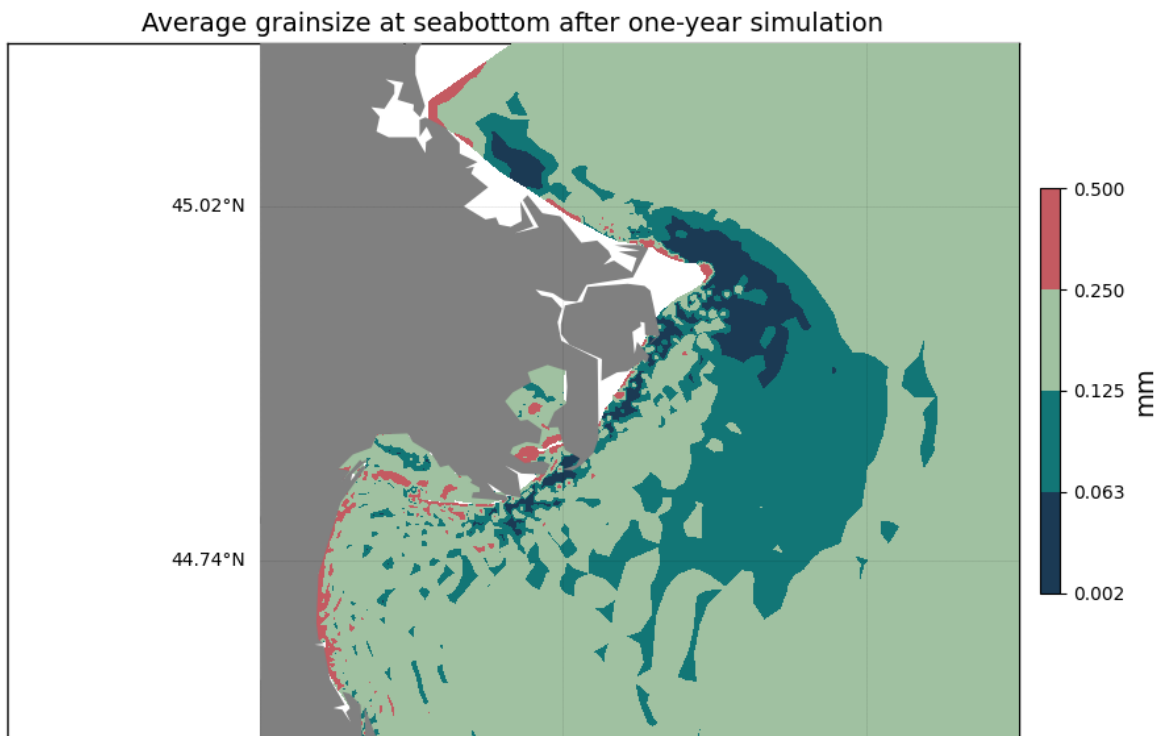 Average grainsize at seabottom after one-year simulation
45.02°N
44.74°N
0.500
0.250
0.125
0.063
0.002
mm